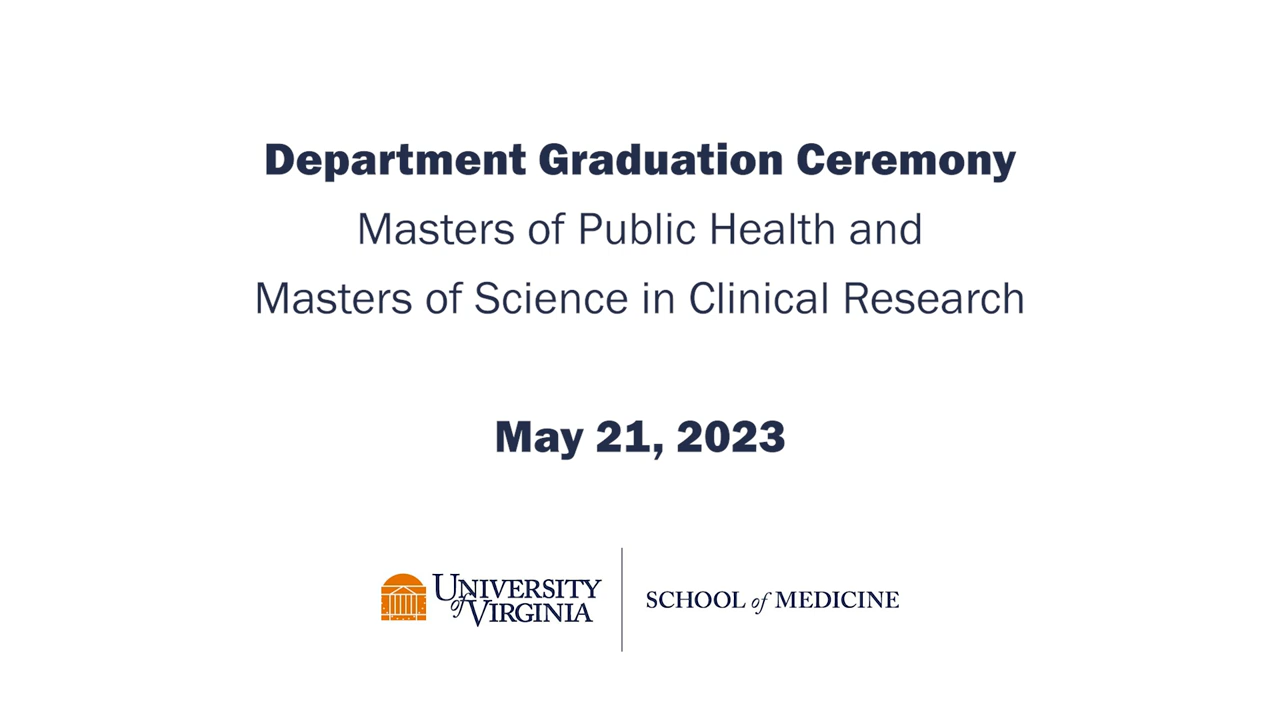 Department Graduation Ceremony
Masters of Public Health and
Masters of Science in Clinical Research
May 21, 2023
UNIVERSITY
of VIRGINIA
SCHOOL of MEDICINE